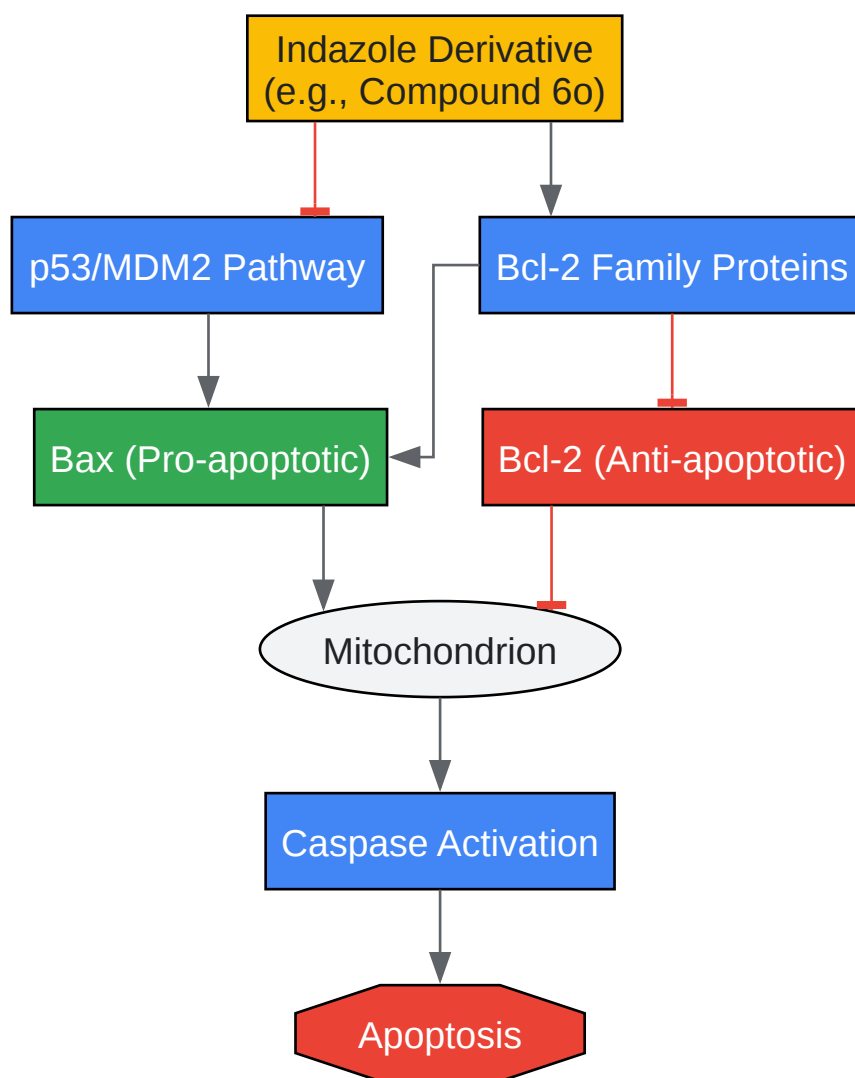 Indazole Derivative
(e.g., Compound 6o)
p53/MDM2 Pathway
Bcl-2 Family Proteins
Bax (Pro-apoptotic)
Bcl-2 (Anti-apoptotic)
Mitochondrion
Caspase Activation
Apoptosis